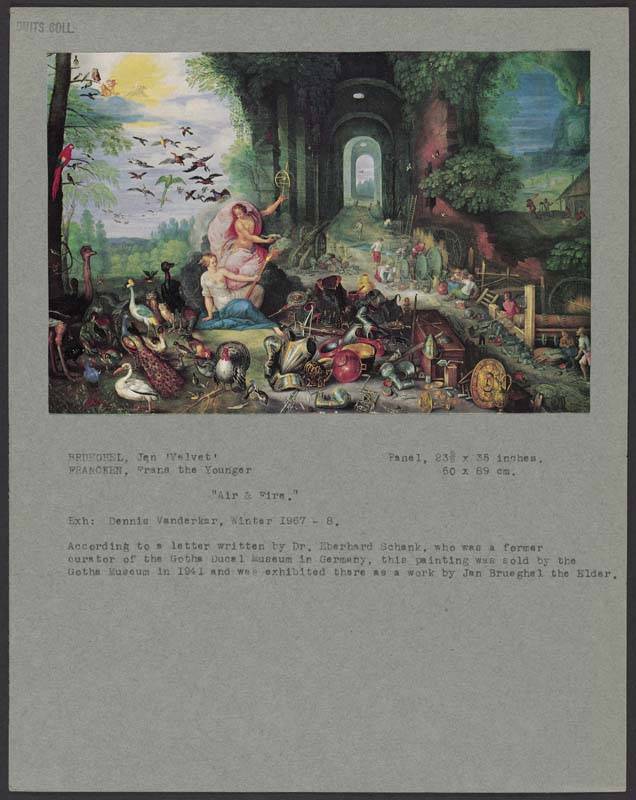 BRUEGHEL, Jan 'Velvet'
FRANCKEN, Frans the Younger
Panel, 23⅝ x 35 inches.
60 x 89 cm.
"Air & Fire."
Exh: Dennis Vanderkar, Winter 1967 - 8.
According to a letter written by Dr. Eberhard Schenk, who was a former
curator of the Gotha Ducal Museum in Germany, this painting was sold by the
Gotha Museum in 1941 and was exhibited there as a work by Jan Brueghel the Elder.